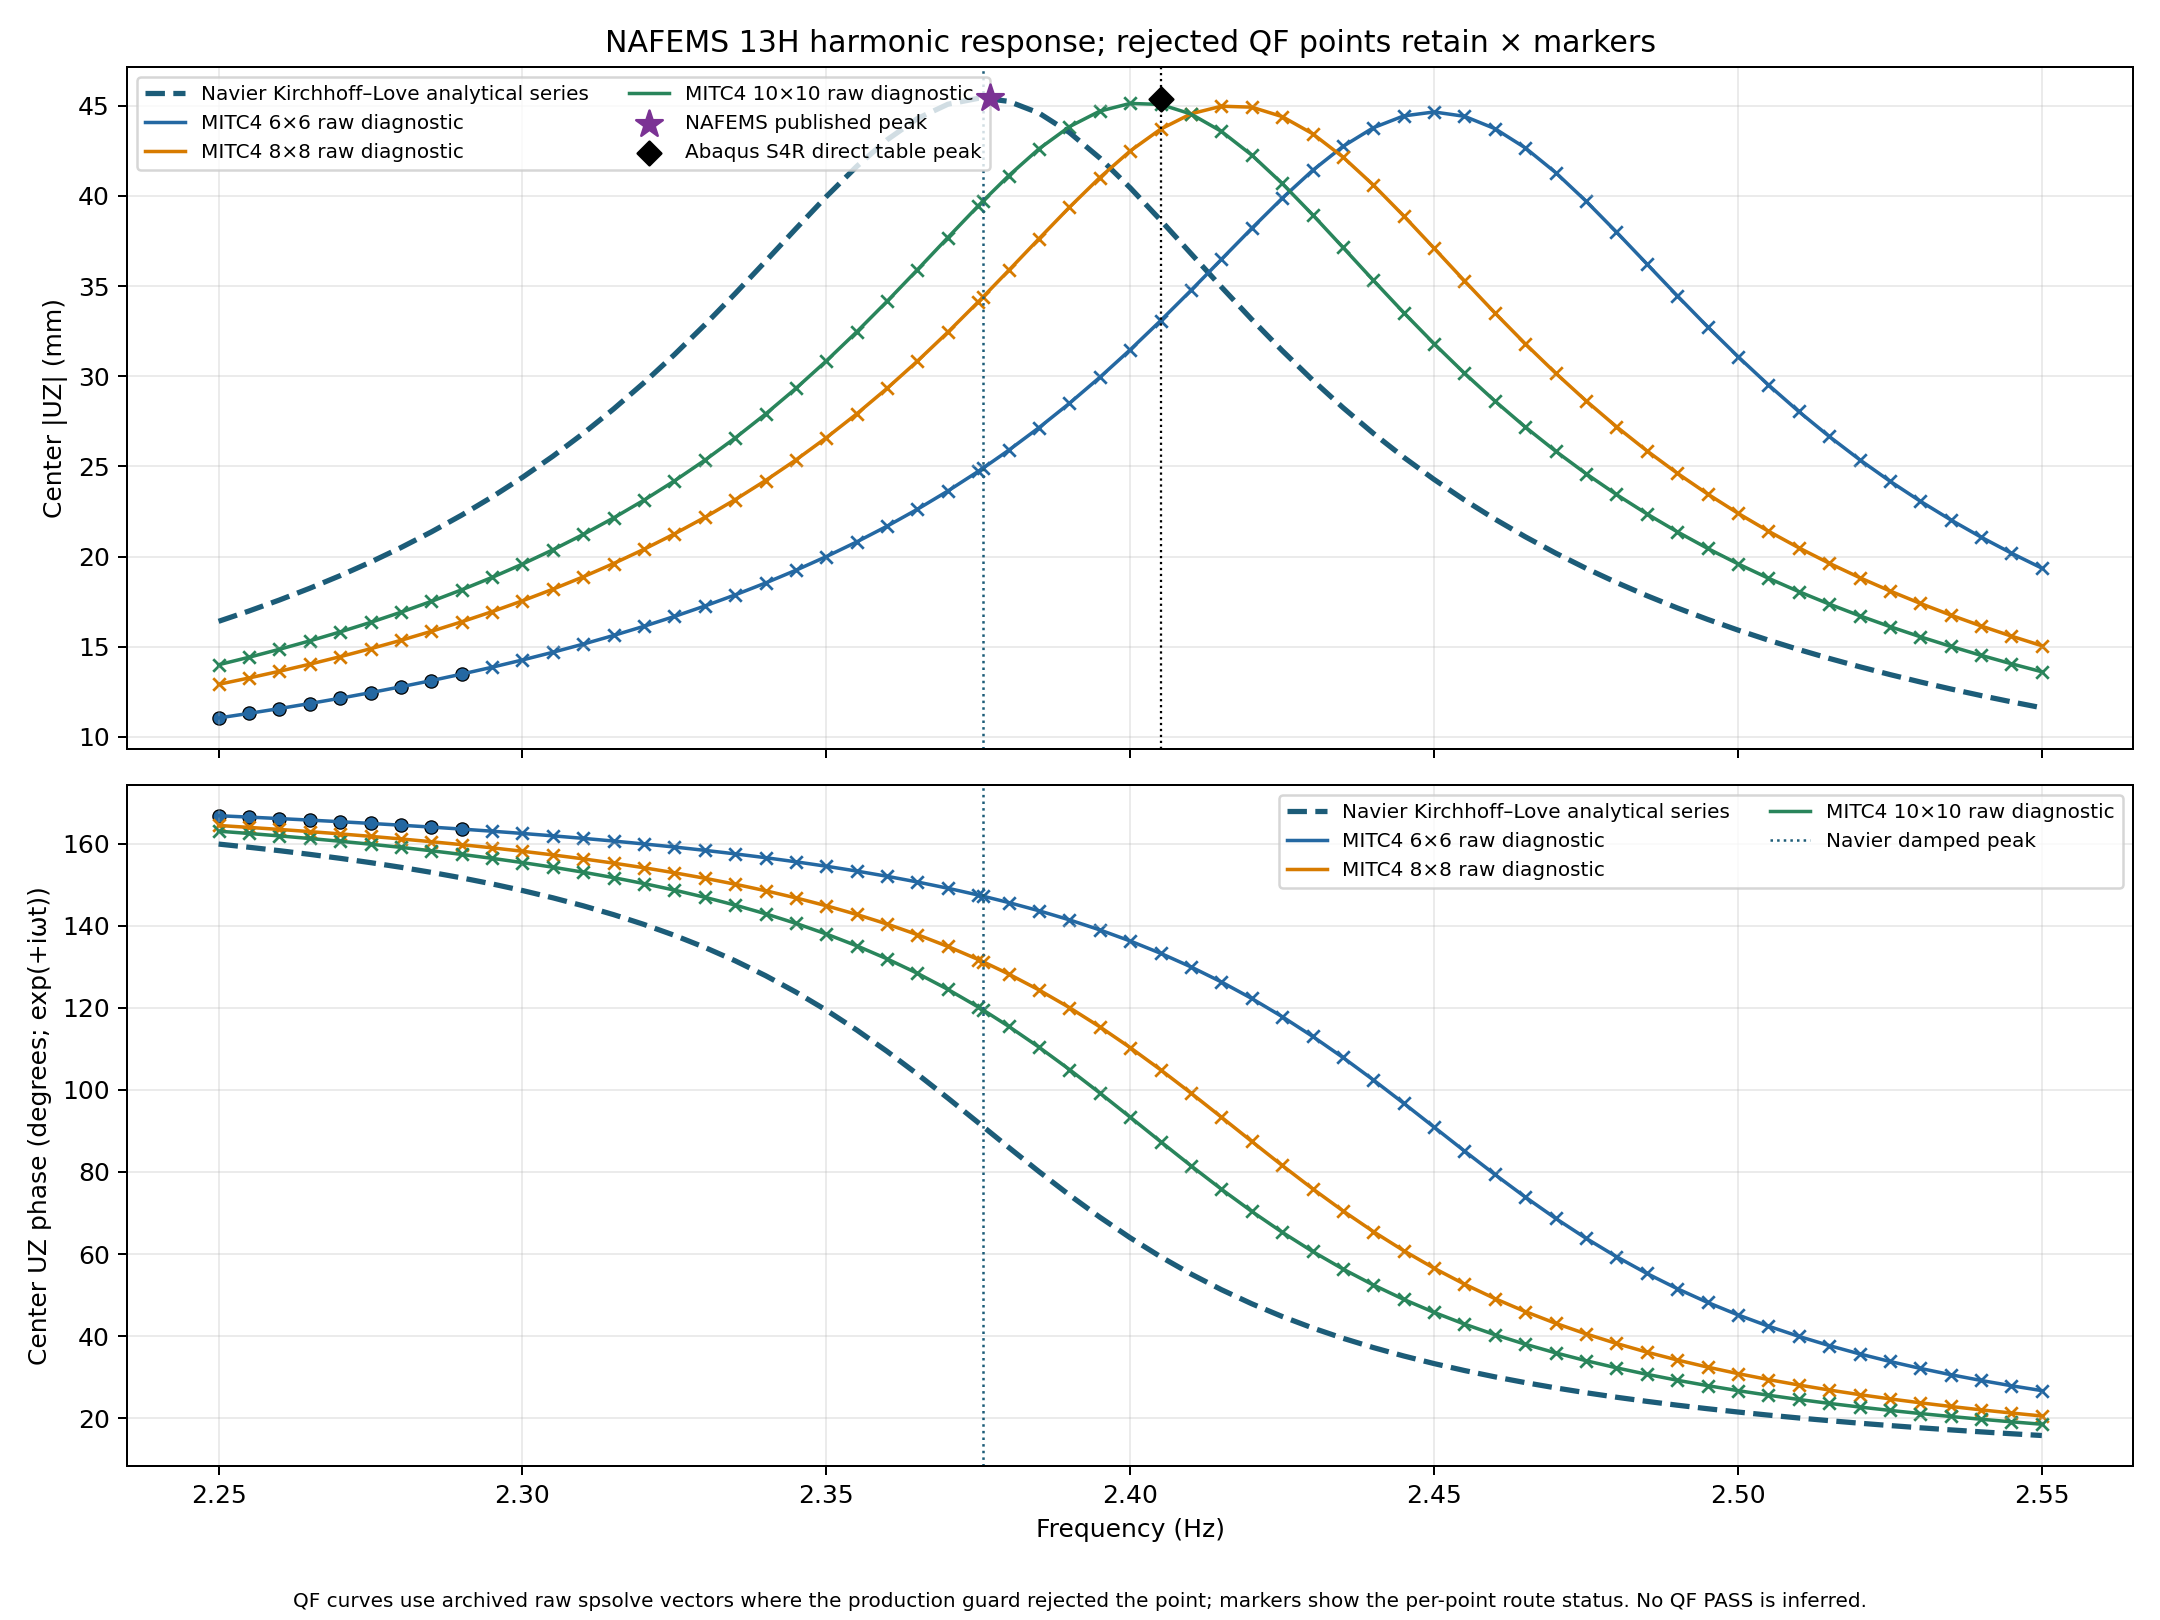 NAFEMS 13H harmonic response; rejected QF points retain × markers
Navier Kirchhoff–Love analytical series
MITC4 6×6 raw diagnostic
MITC4 8×8 raw diagnostic
MITC4 10×10 raw diagnostic
NAFEMS published peak
Abaqus S4R direct table peak
45
40
35
30
25
20
15
10
Center |UZ| (mm)
Navier Kirchhoff–Love analytical series
MITC4 6×6 raw diagnostic
MITC4 8×8 raw diagnostic
MITC4 10×10 raw diagnostic
Navier damped peak
160
140
120
100
80
60
40
20
Center UZ phase (degrees; exp(+iωt))
2.25 2.30 2.35 2.40 2.45 2.50 2.55
Frequency (Hz)
QF curves use archived raw spsolve vectors where the production guard rejected the point; markers show the per-point route status. No QF PASS is inferred.